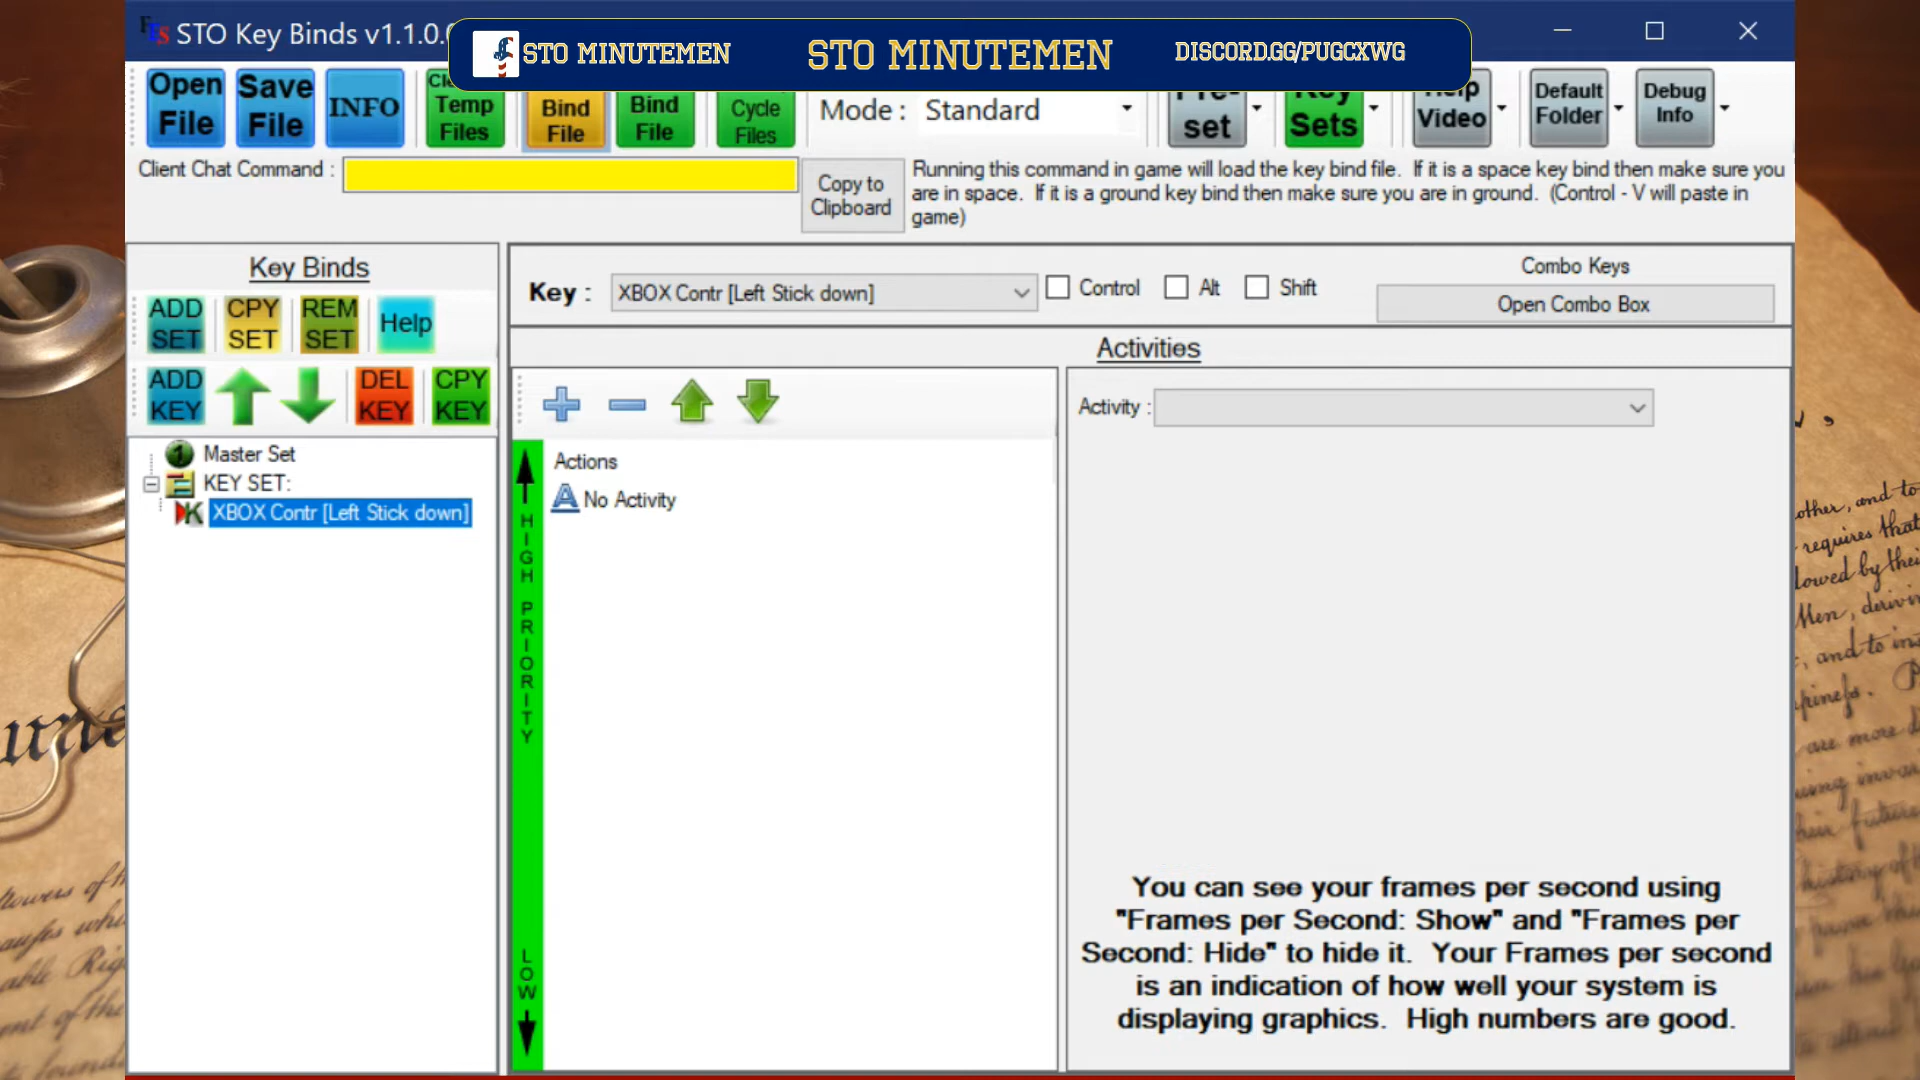 STO Key Binds v1.1.0.
STO MINUTEMEN
STO MINUTEMEN
DISCORD.GG/PUGCXWG
Open File
Save File
INFO
Temp Files
Bind File
Bind File
Cycle Files
Mode : Standard
set
Key Sets
Help Video
Default Folder
Debug Info
Client Chat Command :
Copy to Clipboard
Running this command in game will load the key bind file. If it is a space key bind then make sure you
are in space. If it is a ground key bind then make sure you are in ground. (Control - V will paste in
game)
Key Binds
ADD SET
CPY SET
REM SET
Help
ADD KEY
DEL KEY
CPY KEY
1 Master Set
KEY SET:
K XBOX Contr [Left Stick down]
Key :
XBOX Contr [Left Stick down]
Control
Alt
Shift
Combo Keys
Open Combo Box
Activities
Actions
A No Activity
HIGH PRIORITY
LOW
Activity :
You can see your frames per second using
"Frames per Second: Show" and "Frames per
Second: Hide" to hide it. Your Frames per second
is an indication of how well your system is
displaying graphics. High numbers are good.
other, and to
requires that